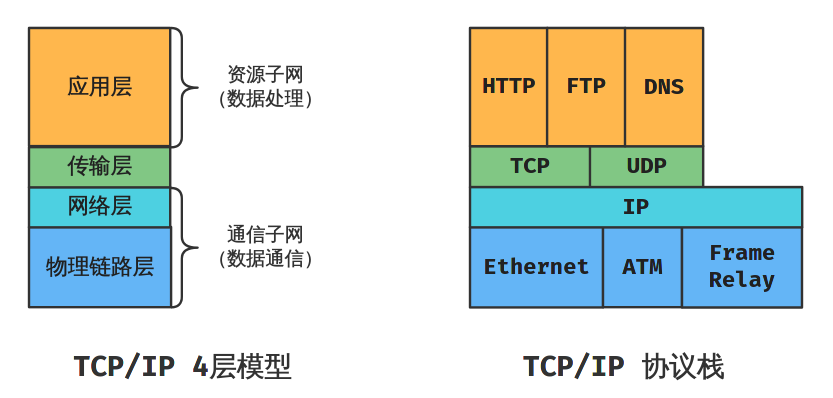 应用层
资源子网
（数据处理）
传输层
网络层
通信子网
（数据通信）
物理链路层
TCP/IP 4层模型
HTTP FTP DNS
TCP UDP
IP
Ethernet ATM Frame
Relay
TCP/IP 协议栈